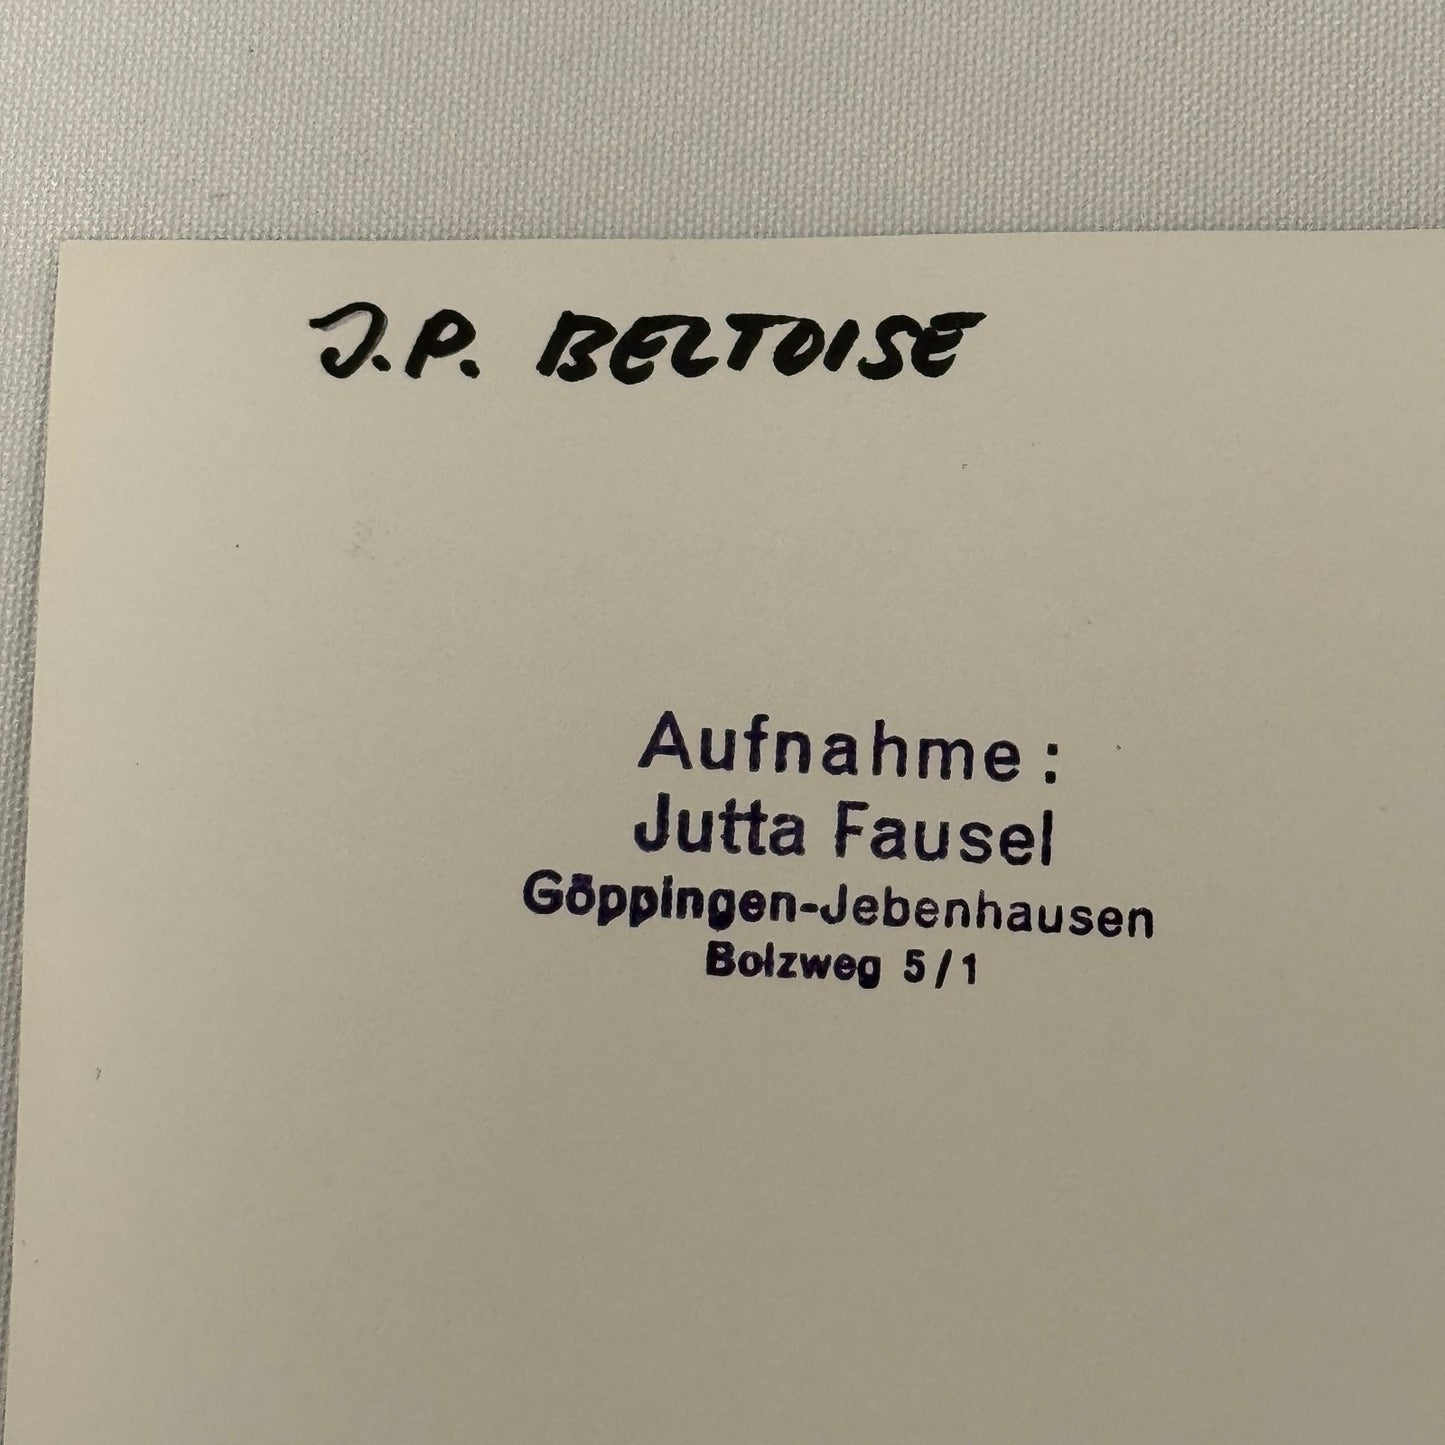 J.P. BELTOISE
Aufnahme:
Jutta Fausel
Göppingen-Jebenhausen
Bolzweg 5/1